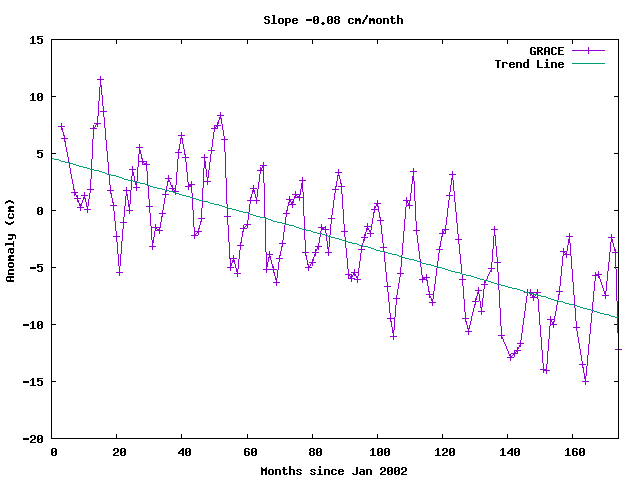 Slope -0.08 cm/month
15
10
5
0
-5
-10
-15
-20
Anomaly (cm)
GRACE
Trend Line
0 20 40 60 80 100 120 140 160
Months since Jan 2002